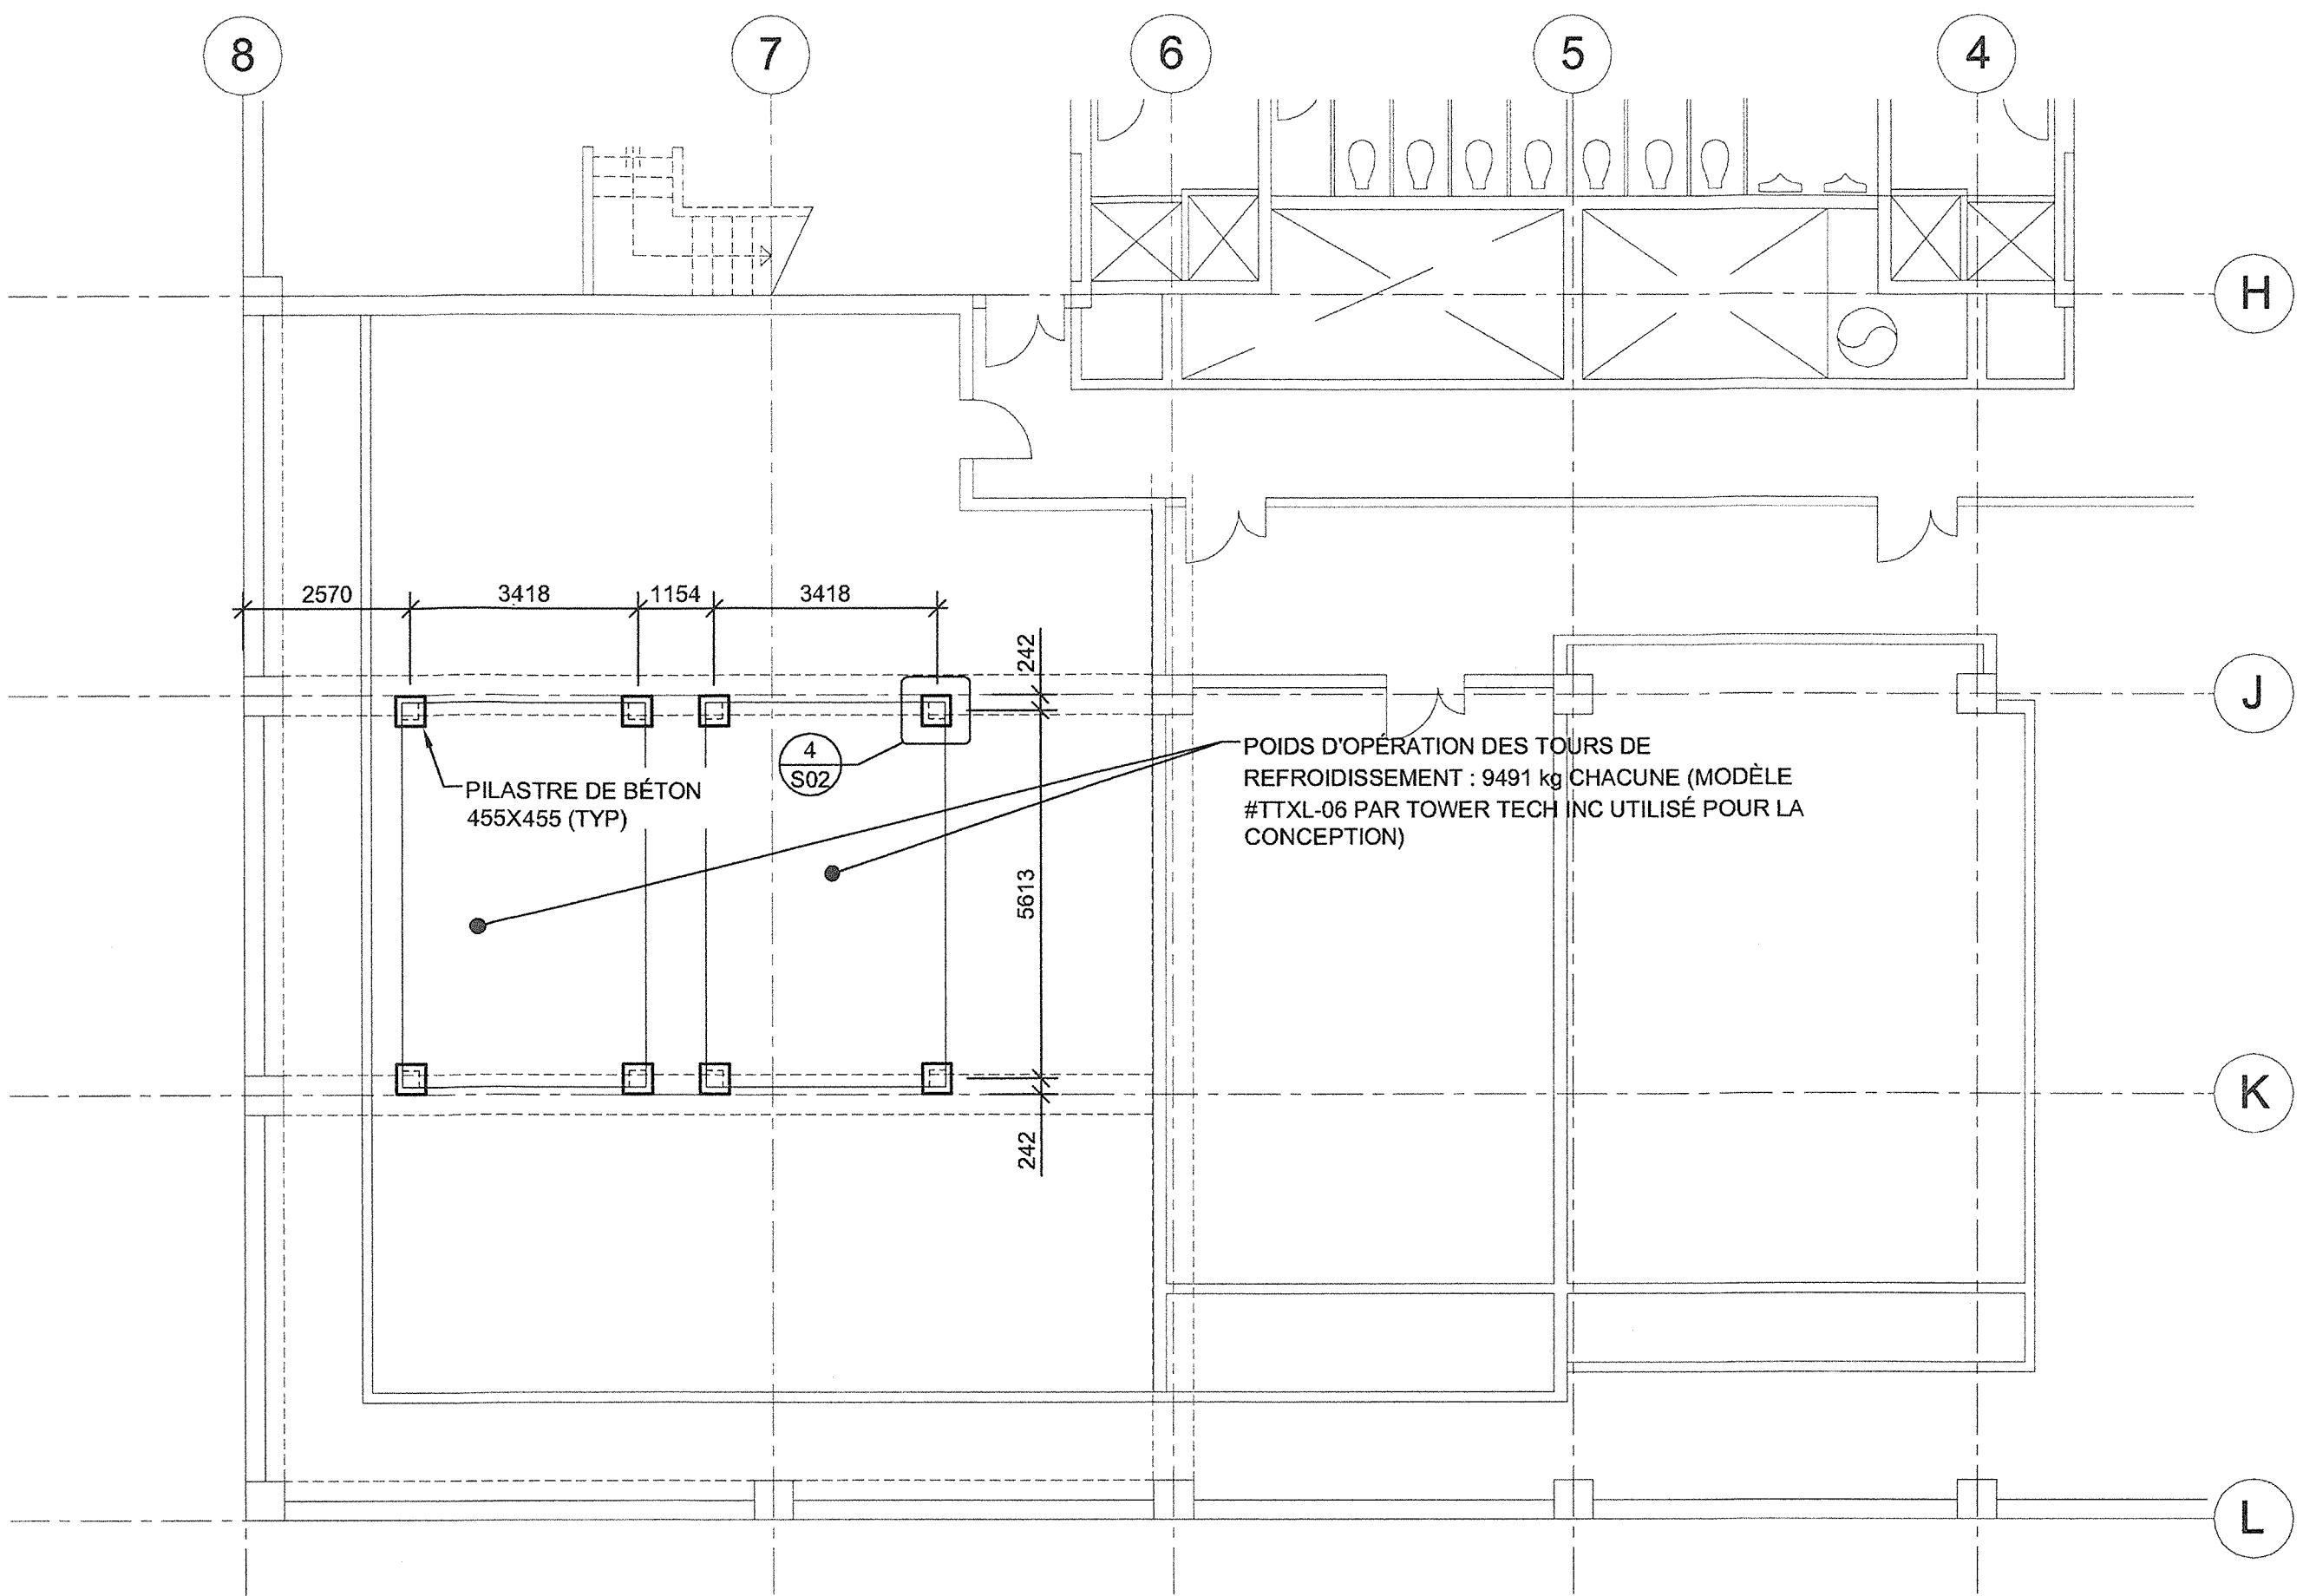 8
7
6
5
4
H
2570
3418
1154
3418
242
J
4
S02
PILASTRE DE BÉTON
455X455 (TYP)
POIDS D'OPÉRATION DES TOURS DE
REFROIDISSEMENT : 9491 kg CHACUNE (MODÈLE
#TTXL-06 PAR TOWER TECH INC UTILISÉ POUR LA
CONCEPTION)
5613
K
242
L